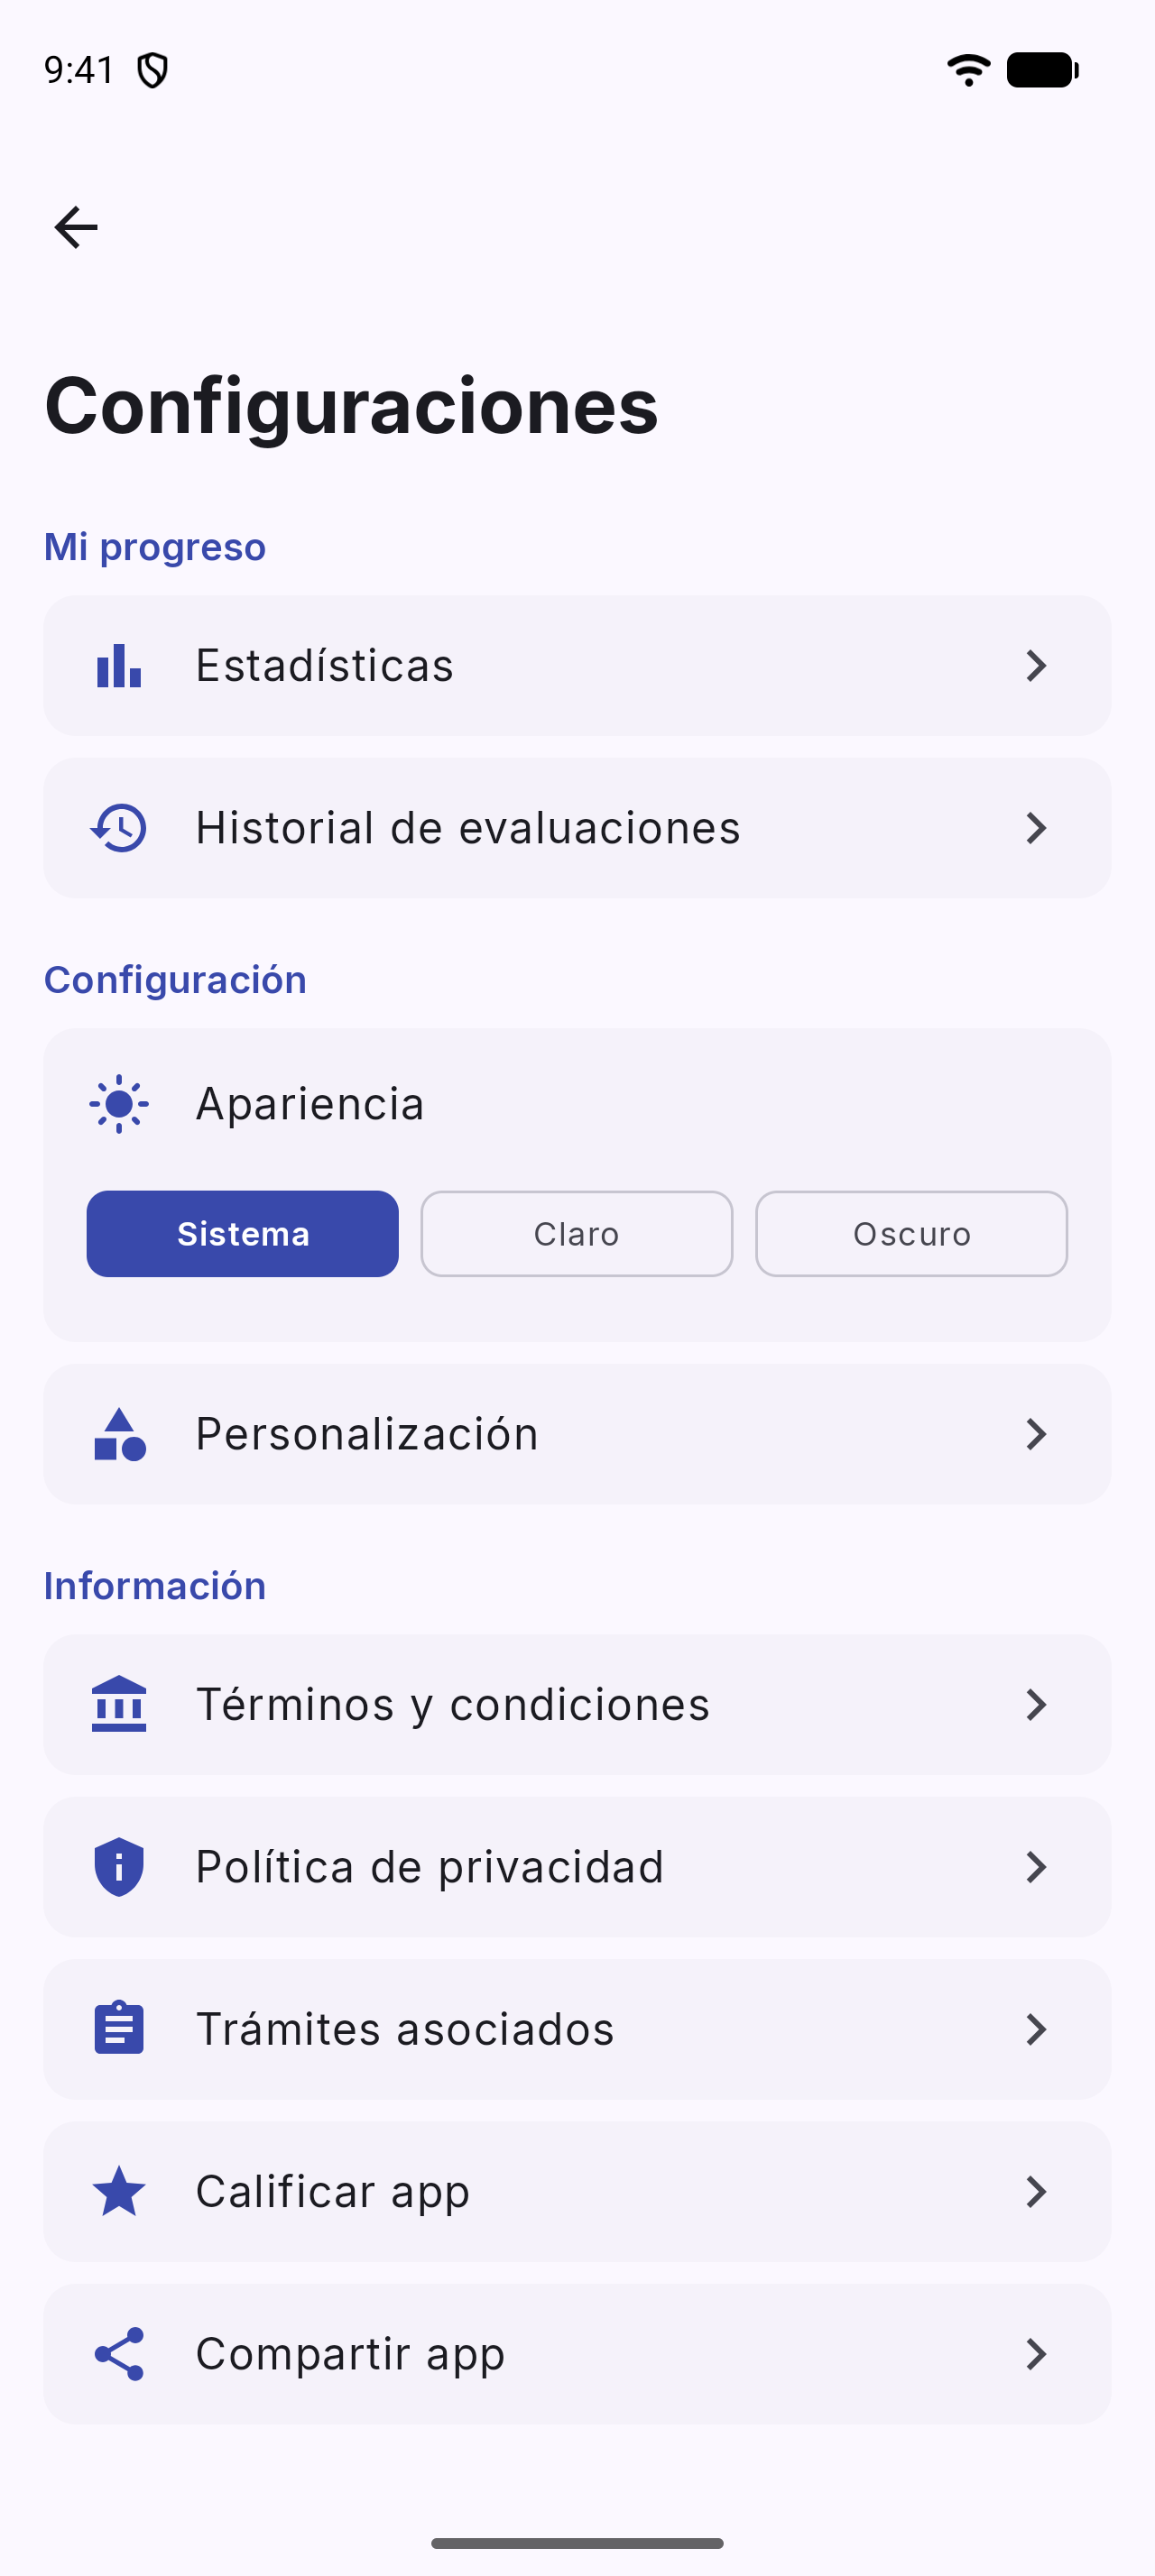 9:41
Configuraciones
Mi progreso
Estadísticas
Historial de evaluaciones
Configuración
Apariencia
Sistema
Claro
Oscuro
Personalización
Información
Términos y condiciones
Política de privacidad
Trámites asociados
Calificar app
Compartir app